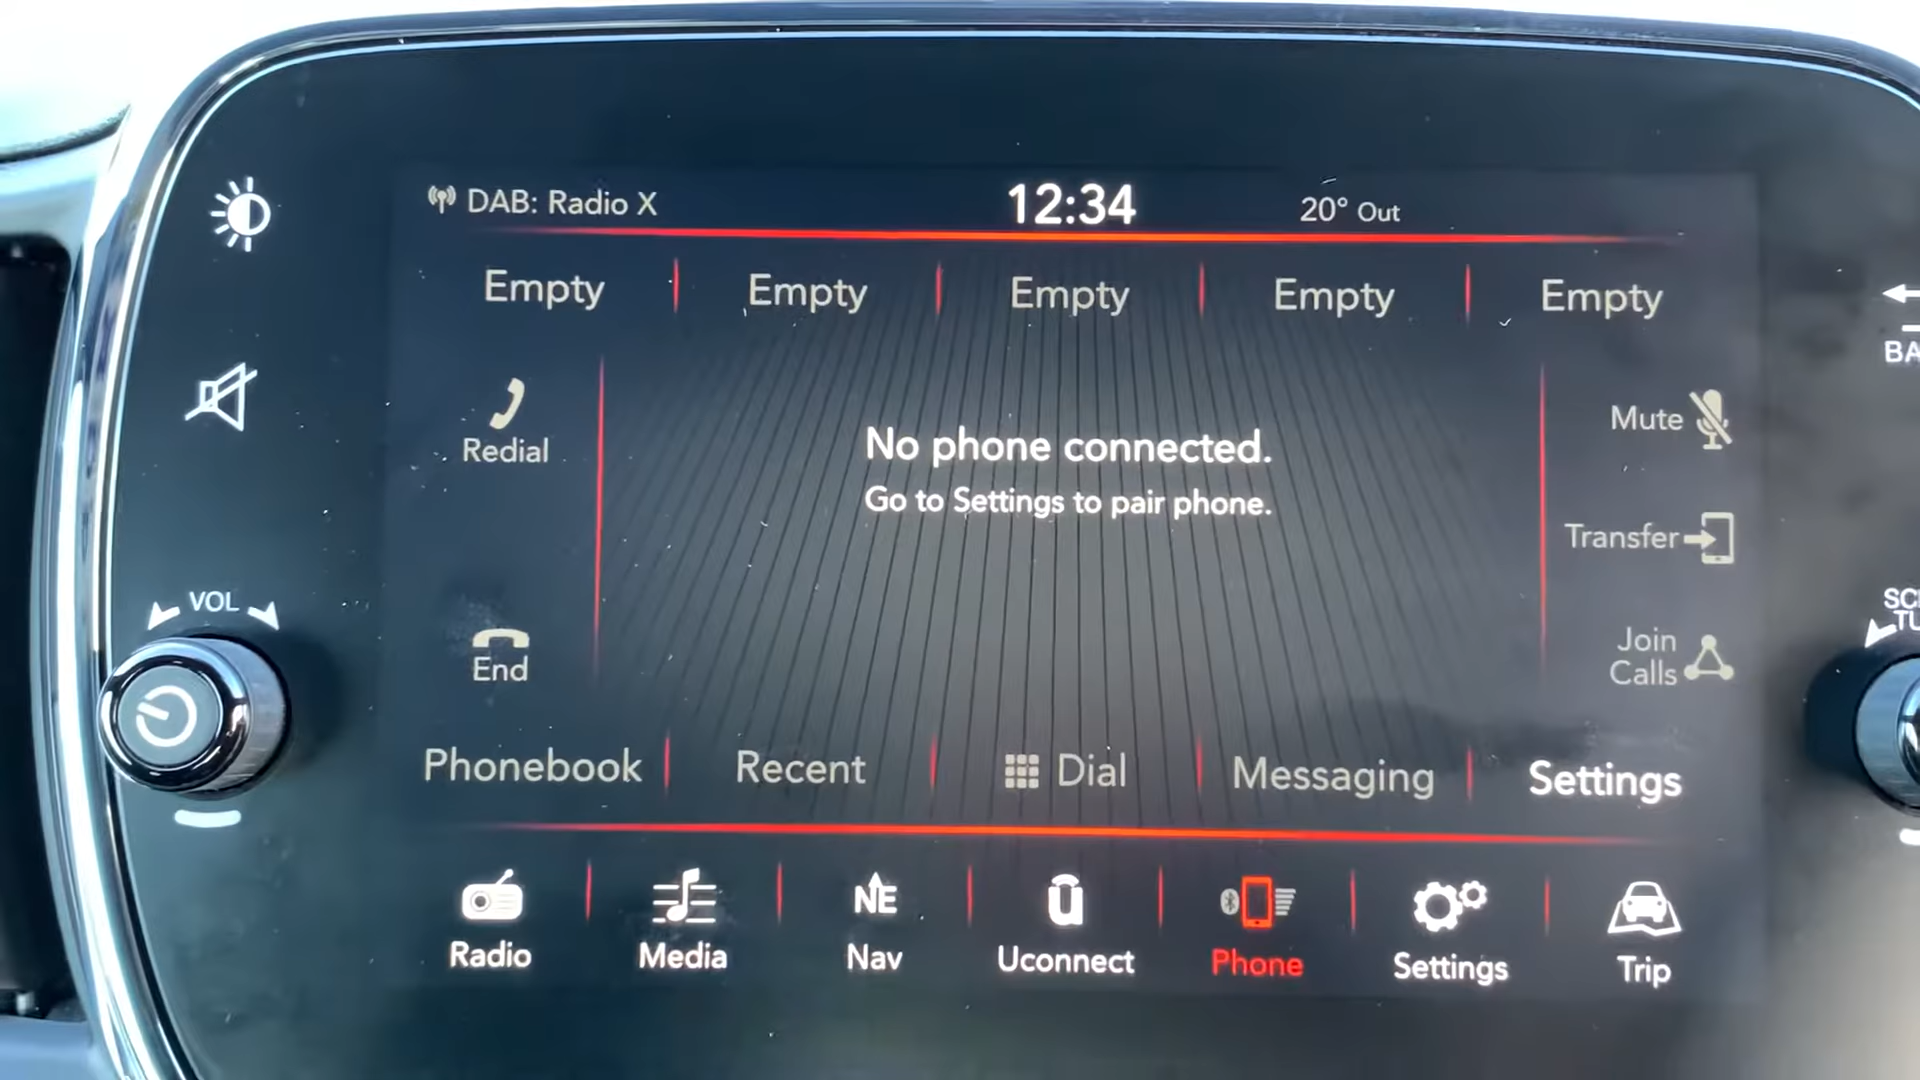 DAB: Radio X
12:34
20° Out
Empty
Empty
Empty
Empty
Empty
Redial
No phone connected.
Go to Settings to pair phone.
Mute
Transfer
Join
Calls
End
VOL
Phonebook
Recent
Dial
Messaging
Settings
NE
Radio
Media
Nav
Uconnect
Phone
Settings
Trip